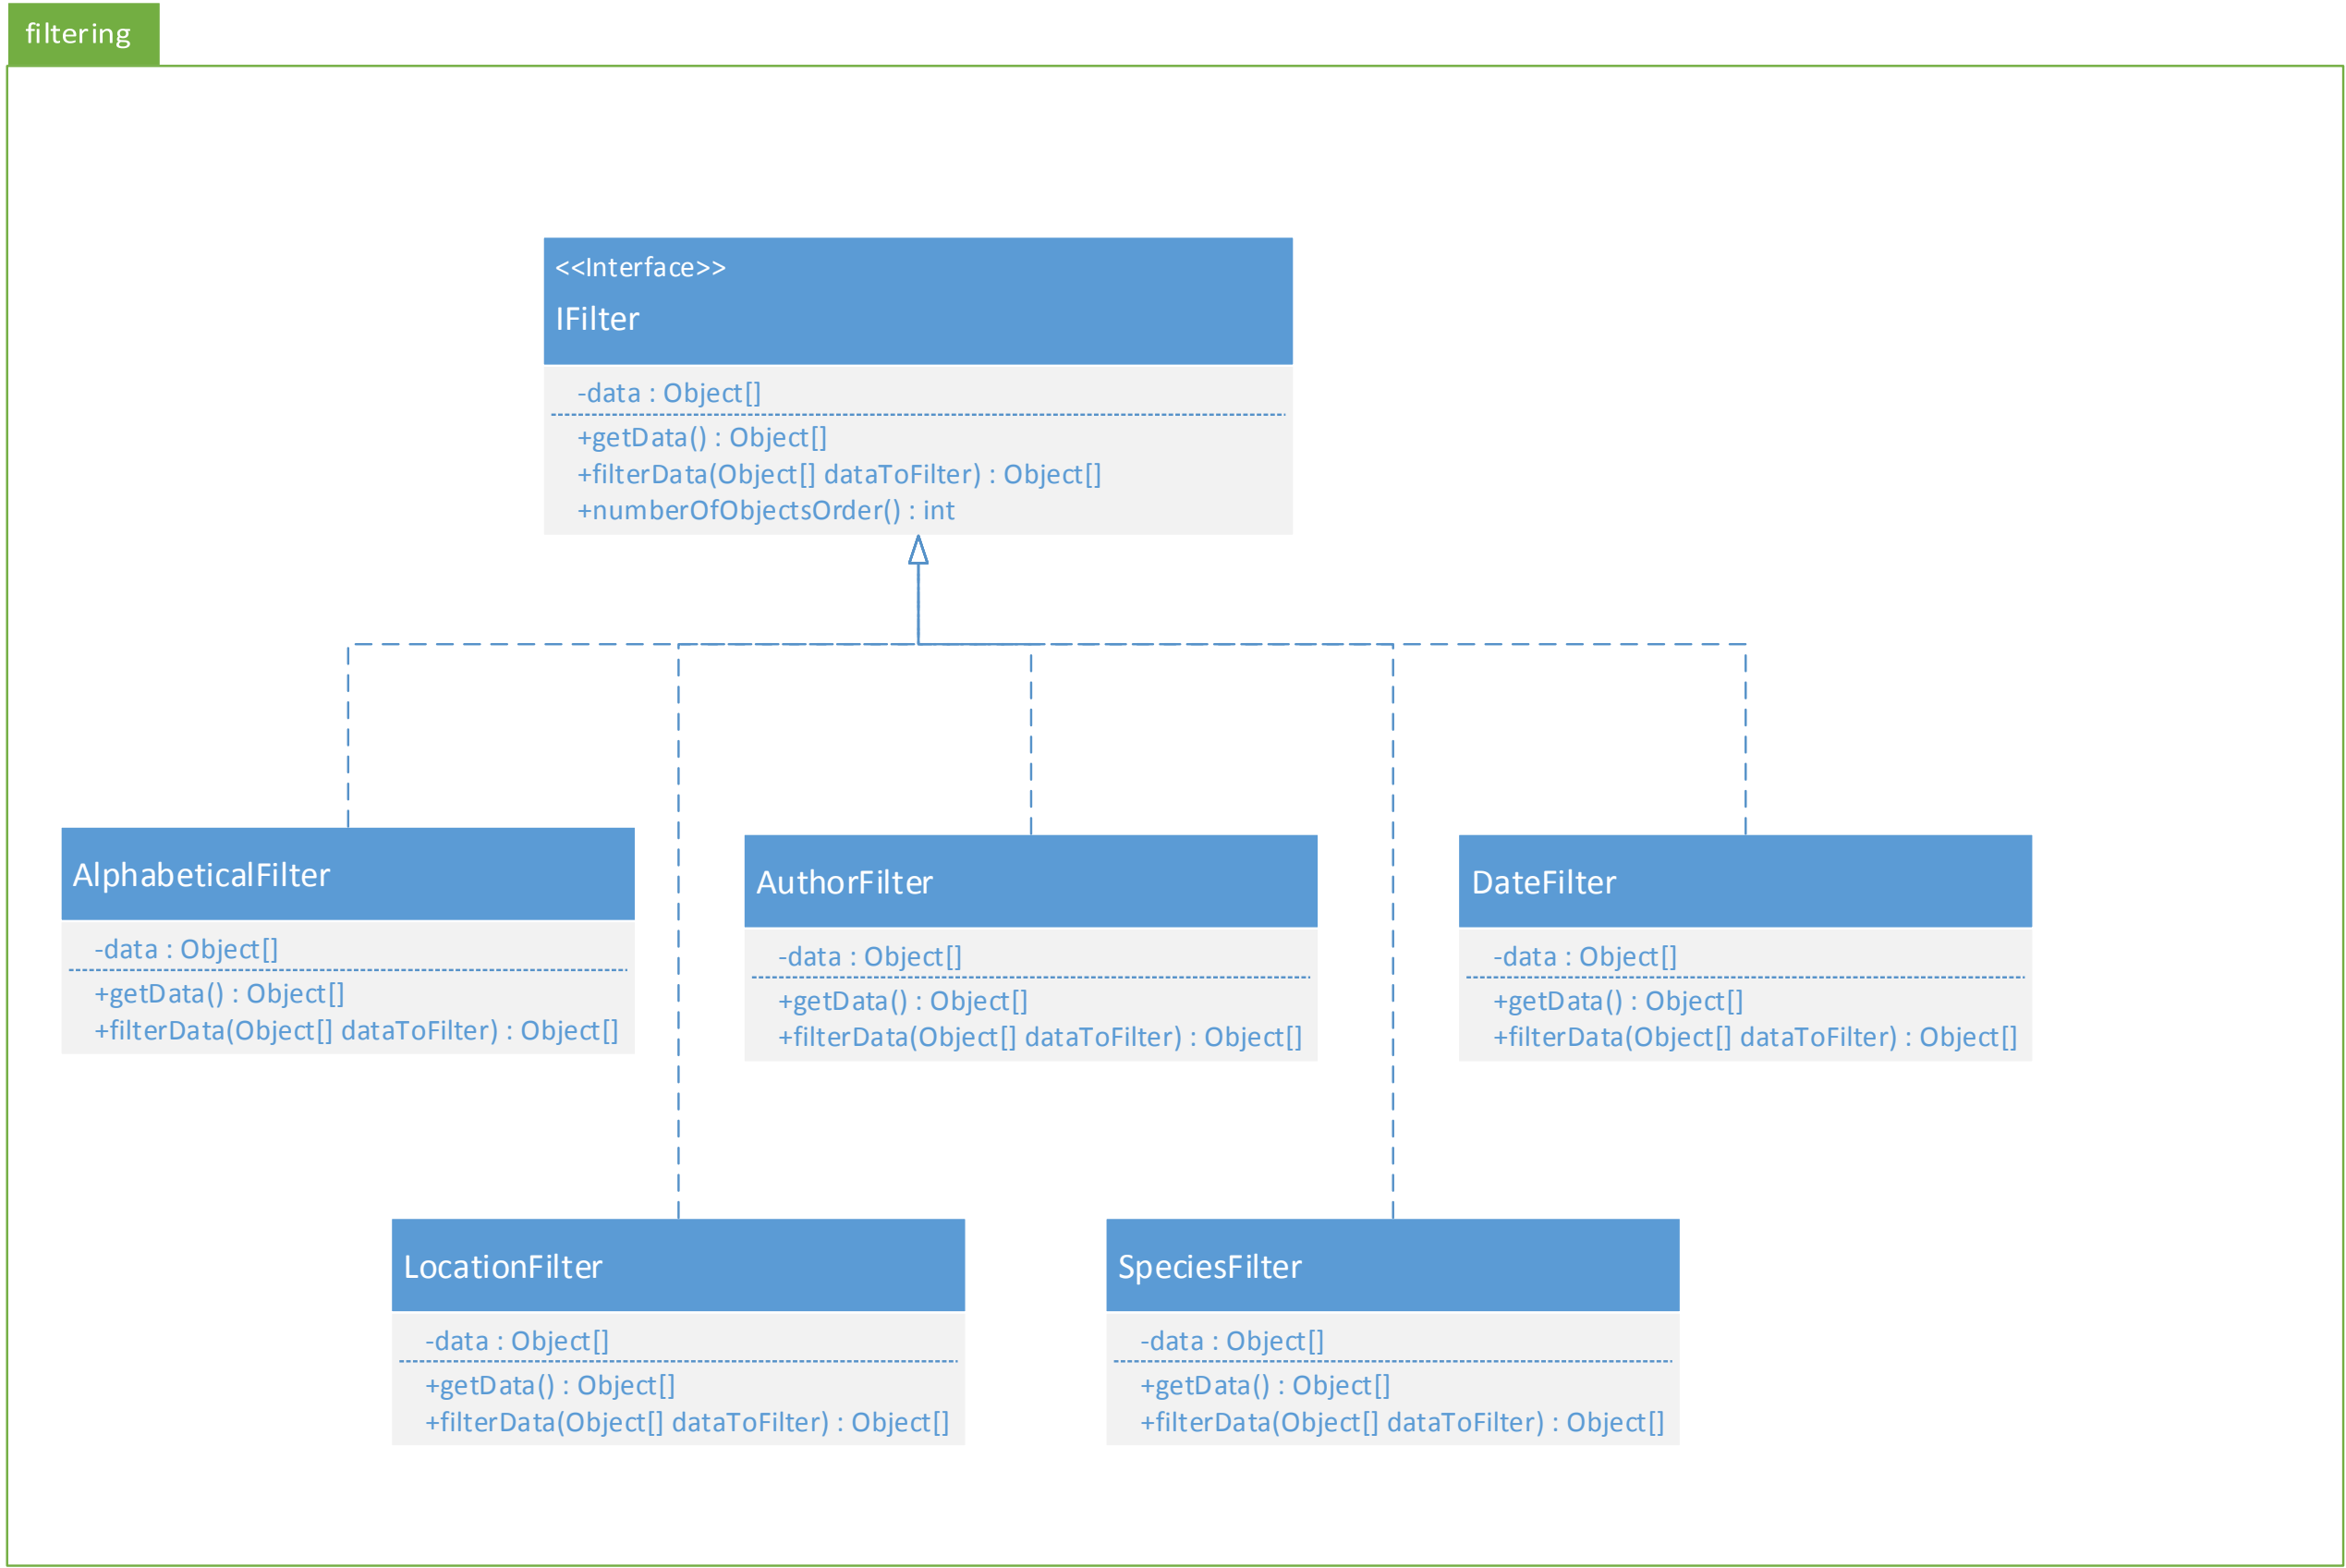 filtering
<<Interface>>
IFilter
-data : Object[]
+getData() : Object[]
+filterData(Object[] dataToFilter) : Object[]
+numberOfObjectsOrder() : int
AlphabeticalFilter
-data : Object[]
+getData() : Object[]
+filterData(Object[] dataToFilter) : Object[]
AuthorFilter
-data : Object[]
+getData() : Object[]
+filterData(Object[] dataToFilter) : Object[]
DateFilter
-data : Object[]
+getData() : Object[]
+filterData(Object[] dataToFilter) : Object[]
LocationFilter
-data : Object[]
+getData() : Object[]
+filterData(Object[] dataToFilter) : Object[]
SpeciesFilter
-data : Object[]
+getData() : Object[]
+filterData(Object[] dataToFilter) : Object[]